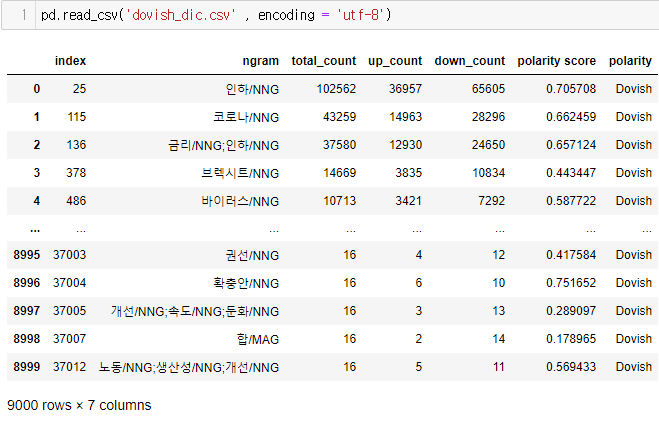 1 pd.read_csv('dovish_dic.csv' , encoding = 'utf-8')
index ngram total_count up_count down_count polarity score polarity
0 25 인하/NNG 102562 36957 65605 0.705708 Dovish
1 115 코로나/NNG 43259 14963 28296 0.662459 Dovish
2 136 금리/NNG;인하/NNG 37580 12930 24650 0.657124 Dovish
3 378 브렉시트/NNG 14669 3835 10834 0.443447 Dovish
4 486 바이러스/NNG 10713 3421 7292 0.587722 Dovish
... ... ... ... ... ... ... ...
8995 37003 권선/NNG 16 4 12 0.417584 Dovish
8996 37004 확충안/NNG 16 6 10 0.751652 Dovish
8997 37005 개선/NNG;속도/NNG;둔화/NNG 16 3 13 0.289097 Dovish
8998 37007 합/MAG 16 2 14 0.178965 Dovish
8999 37012 노동/NNG;생산성/NNG;개선/NNG 16 5 11 0.569433 Dovish
9000 rows × 7 columns